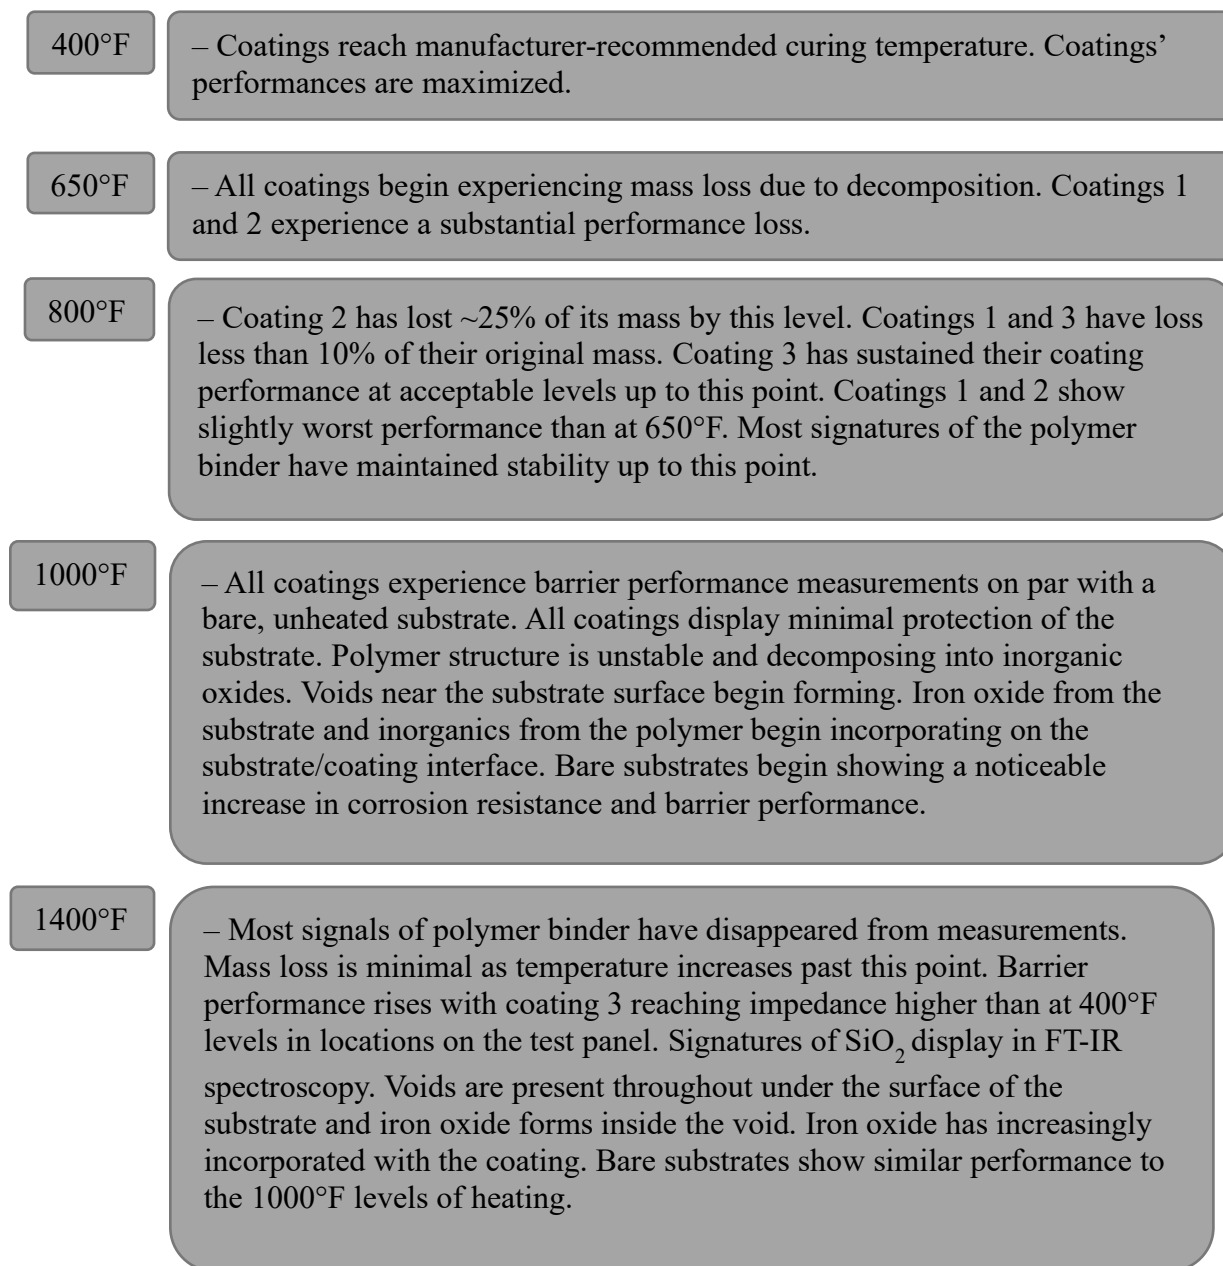 400°F
– Coatings reach manufacturer-recommended curing temperature. Coatings’
performances are maximized.
650°F
– All coatings begin experiencing mass loss due to decomposition. Coatings 1
and 2 experience a substantial performance loss.
800°F
– Coating 2 has lost ~25% of its mass by this level. Coatings 1 and 3 have loss
less than 10% of their original mass. Coating 3 has sustained their coating
performance at acceptable levels up to this point. Coatings 1 and 2 show
slightly worst performance than at 650°F. Most signatures of the polymer
binder have maintained stability up to this point.
1000°F
– All coatings experience barrier performance measurements on par with a
bare, unheated substrate. All coatings display minimal protection of the
substrate. Polymer structure is unstable and decomposing into inorganic
oxides. Voids near the substrate surface begin forming. Iron oxide from the
substrate and inorganics from the polymer begin incorporating on the
substrate/coating interface. Bare substrates begin showing a noticeable
increase in corrosion resistance and barrier performance.
1400°F
– Most signals of polymer binder have disappeared from measurements.
Mass loss is minimal as temperature increases past this point. Barrier
performance rises with coating 3 reaching impedance higher than at 400°F
levels in locations on the test panel. Signatures of SiO₂ display in FT-IR
spectroscopy. Voids are present throughout under the surface of the
substrate and iron oxide forms inside the void. Iron oxide has increasingly
incorporated with the coating. Bare substrates show similar performance to
the 1000°F levels of heating.